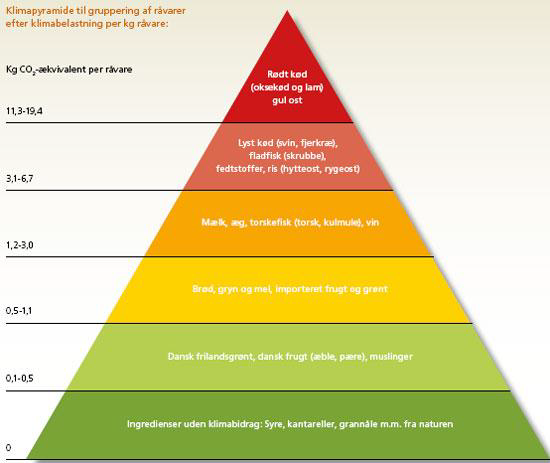 Klimapyramide til gruppering af råvarer
efter klimabelastning per kg råvare:
Kg CO₂-ækvivalent per råvare
Rødt kød
(oksekød og lam)
gul ost
11,3-19,4
Lyst kød (svin, fjerkræ),
fladfisk (skrubbe),
fedtstoffer, ris (hytteost, rygeost)
3,1-6,7
Mælk, æg, torskefisk (torsk, kulmule), vin
1,2-3,0
Brød, gryn og mel, importeret frugt og grønt
0,5-1,1
Dansk frilandsgrønt, dansk frugt (æble, pære), muslinger
0,1-0,5
Ingredienser uden klimabidrag: Syre, kantareller, grannåle m.m. fra naturen
0